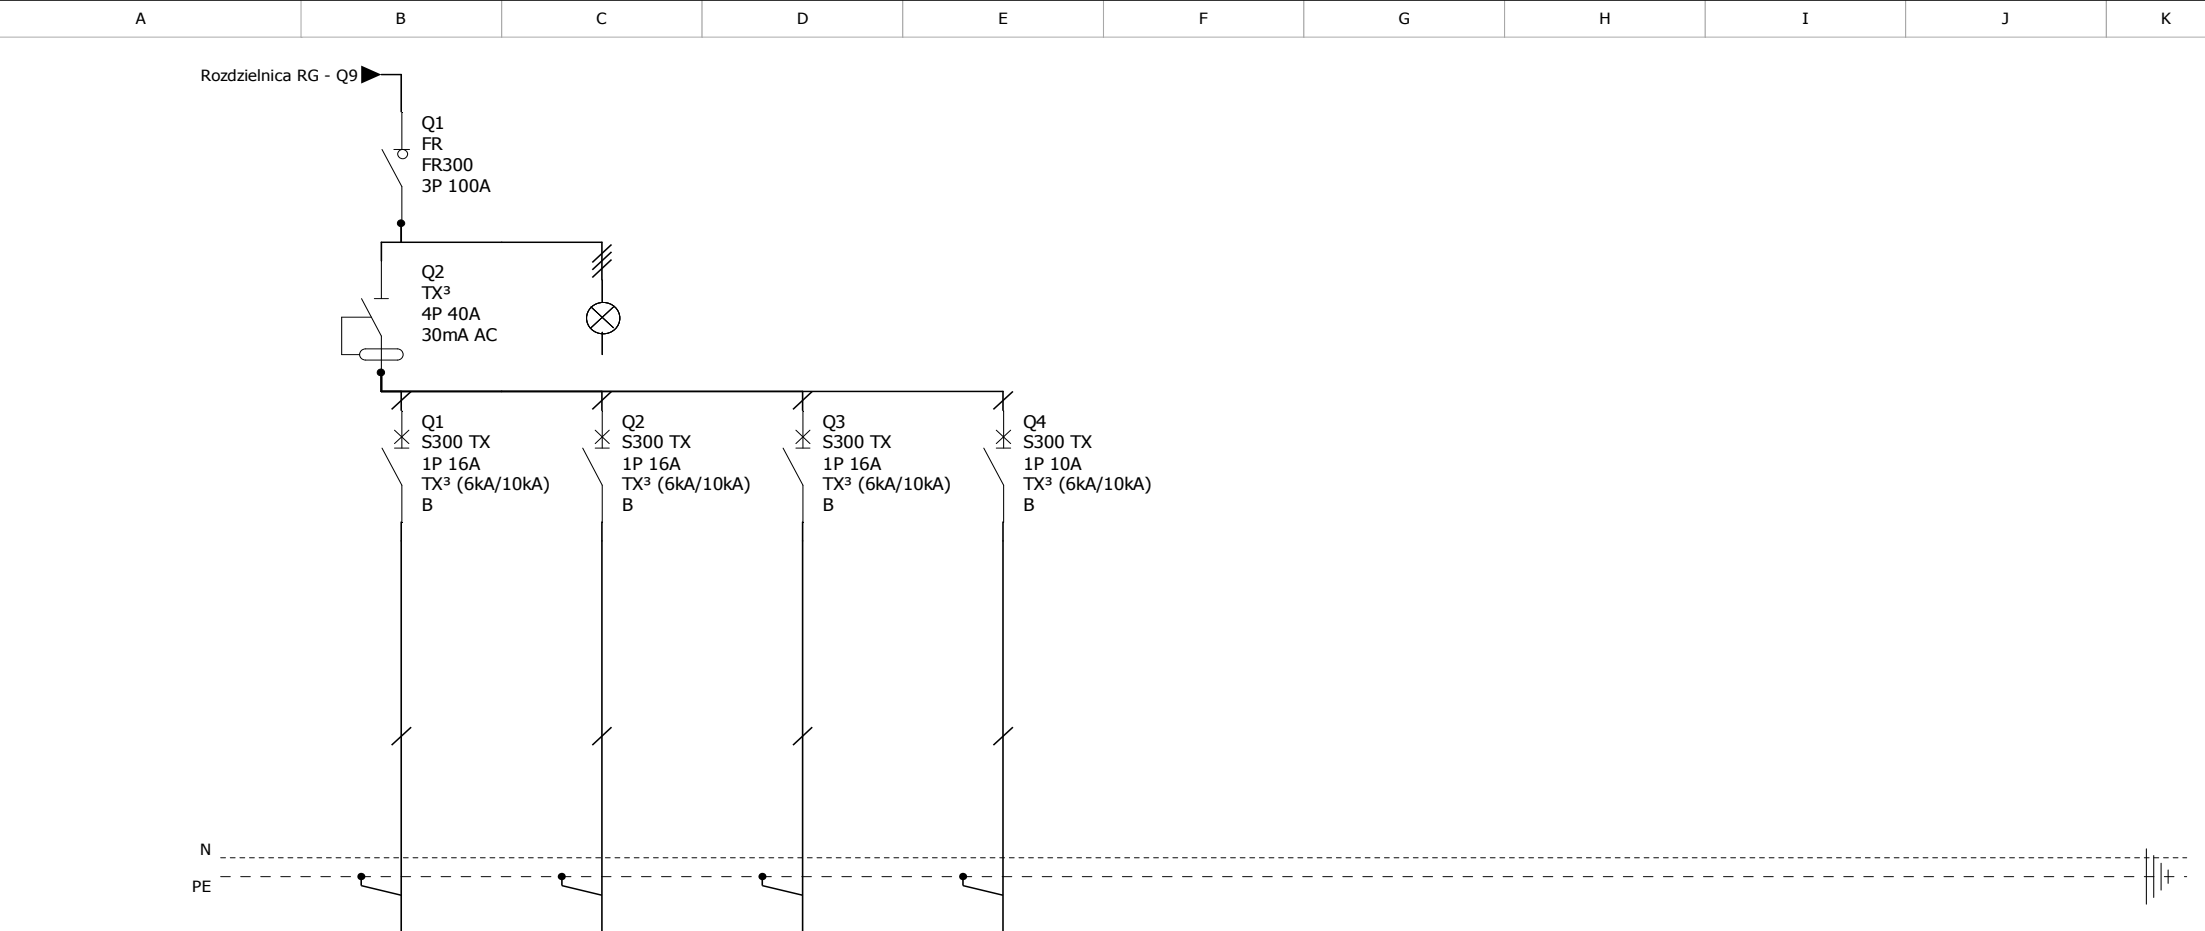 A B C D E F G H I J K
Rozdzielnica RG - Q9
Q1
FR
FR300
3P 100A
Q2
TX³
4P 40A
30mA AC
Q1
S300 TX
1P 16A
TX³ (6kA/10kA)
B
Q2
S300 TX
1P 16A
TX³ (6kA/10kA)
B
Q3
S300 TX
1P 16A
TX³ (6kA/10kA)
B
Q4
S300 TX
1P 10A
TX³ (6kA/10kA)
B
N
PE